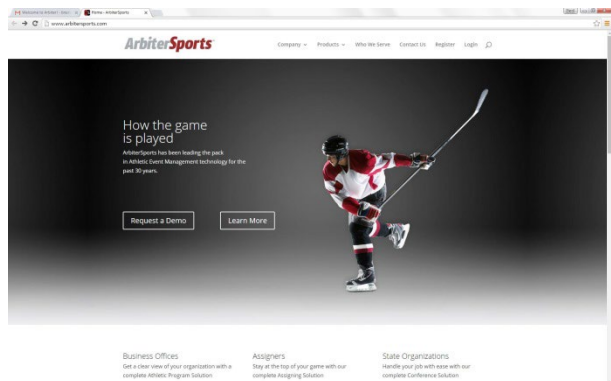 Home - ArbiterSports
www.arbitersports.com
ArbiterSports
Company Products Who We Serve Contact Us Register Login
How the game
is played
ArbiterSports has been leading the pack
in Athletic Event Management technology for the
past 30 years.
Request a Demo Learn More
Business Offices
Get a clear view of your organization with a
complete Athletic Program Solution
Assigners
Stay at the top of your game with our
complete Assigning Solution
State Organizations
Handle your job with ease with our
complete Conference Solution